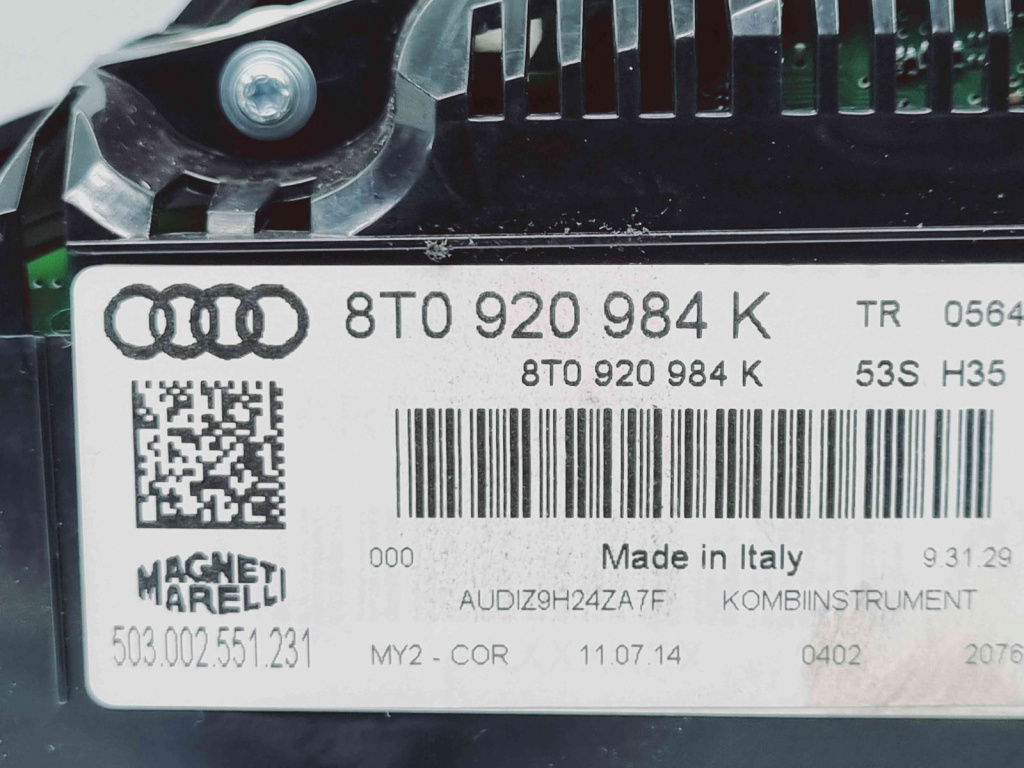 8T0 920 984 K TR 0564
8T0 920 984 K 53S H35
000 Made in Italy 9.31.29
MAGNETI
MARELLI
AUDIZ9H24ZA7F KOMBIINSTRUMENT
503.002.551.231 MY2 - COR 11.07.14 0402 2076